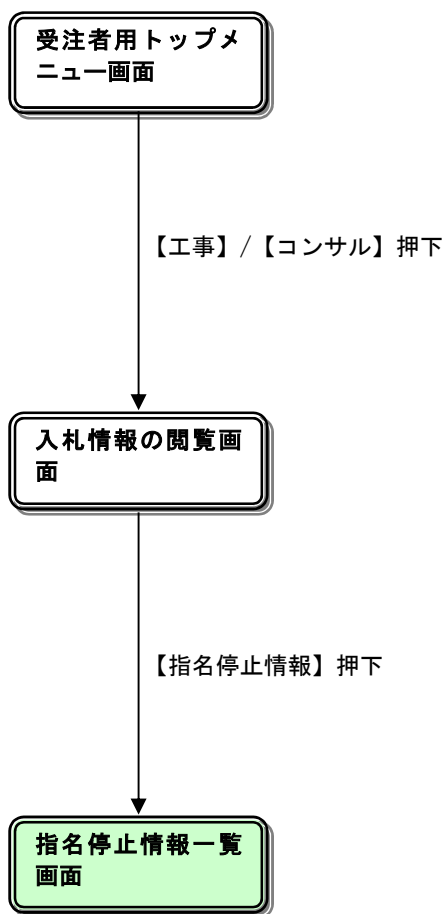 受注者用トップメ
ニュー画面
【工事】/【コンサル】押下
入札情報の閲覧画
面
【指名停止情報】押下
指名停止情報一覧
画面